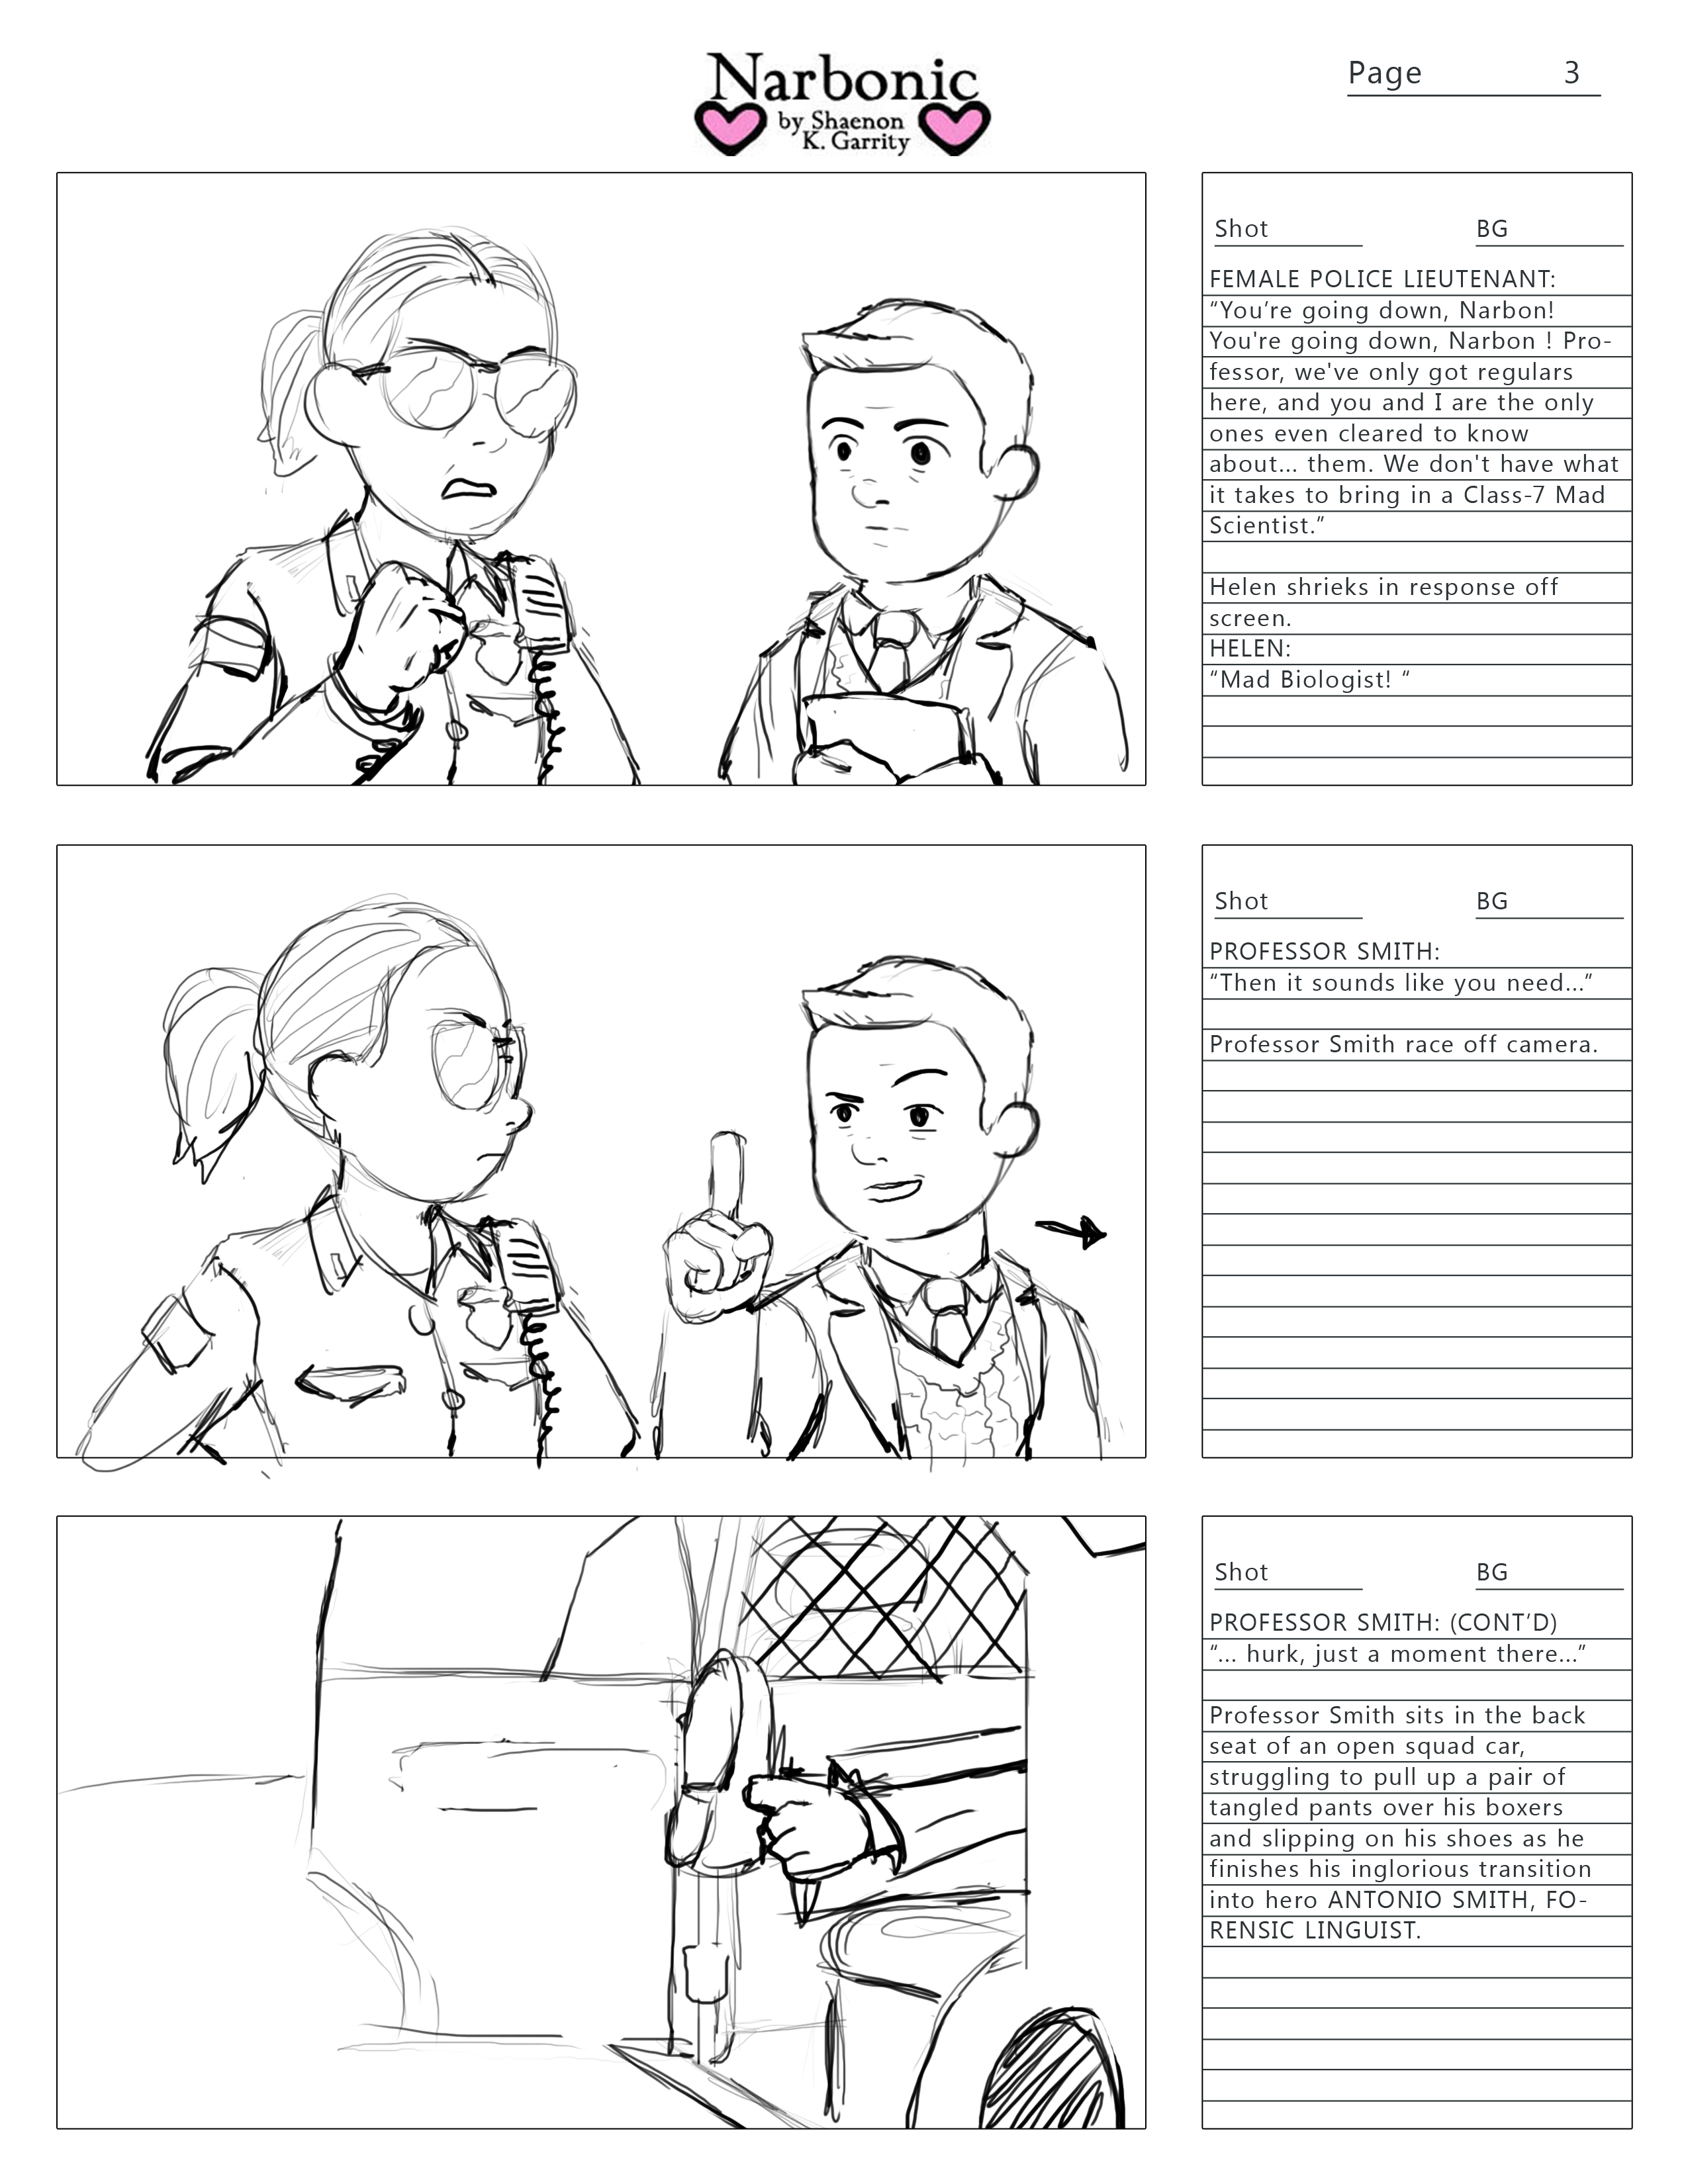 Narbonic
by Shaenon
K. Garrity
Page 3
Shot BG
FEMALE POLICE LIEUTENANT:
“You’re going down, Narbon!
You're going down, Narbon ! Pro-
fessor, we've only got regulars
here, and you and I are the only
ones even cleared to know
about... them. We don't have what
it takes to bring in a Class-7 Mad
Scientist.”
Helen shrieks in response off
screen.
HELEN:
“Mad Biologist! “
Shot BG
PROFESSOR SMITH:
“Then it sounds like you need...”
Professor Smith race off camera.
Shot BG
PROFESSOR SMITH: (CONT’D)
“... hurk, just a moment there...”
Professor Smith sits in the back
seat of an open squad car,
struggling to pull up a pair of
tangled pants over his boxers
and slipping on his shoes as he
finishes his inglorious transition
into hero ANTONIO SMITH, FO-
RENSIC LINGUIST.